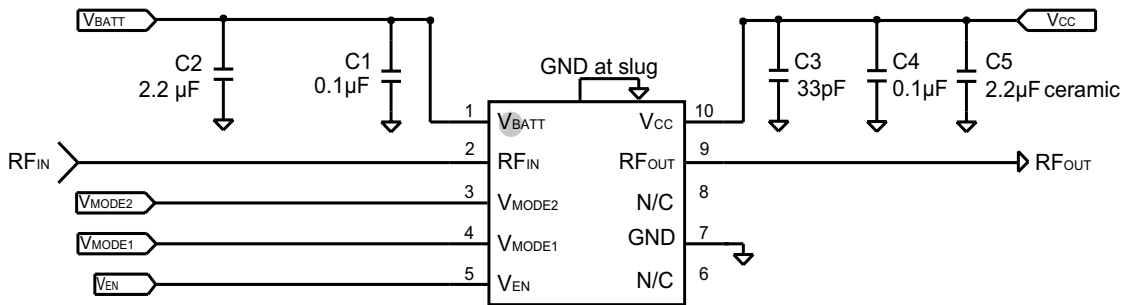 VBATT
VCC
C2
2.2 µF
C1
0.1µF
GND at slug
C3
33pF
C4
0.1µF
C5
2.2µF ceramic
1
VBATT
VCC
10
RFIN
2
RFIN
RFOUT
9
RFOUT
VMODE2
3
VMODE2
N/C
8
VMODE1
4
VMODE1
GND
7
VEN
5
VEN
N/C
6